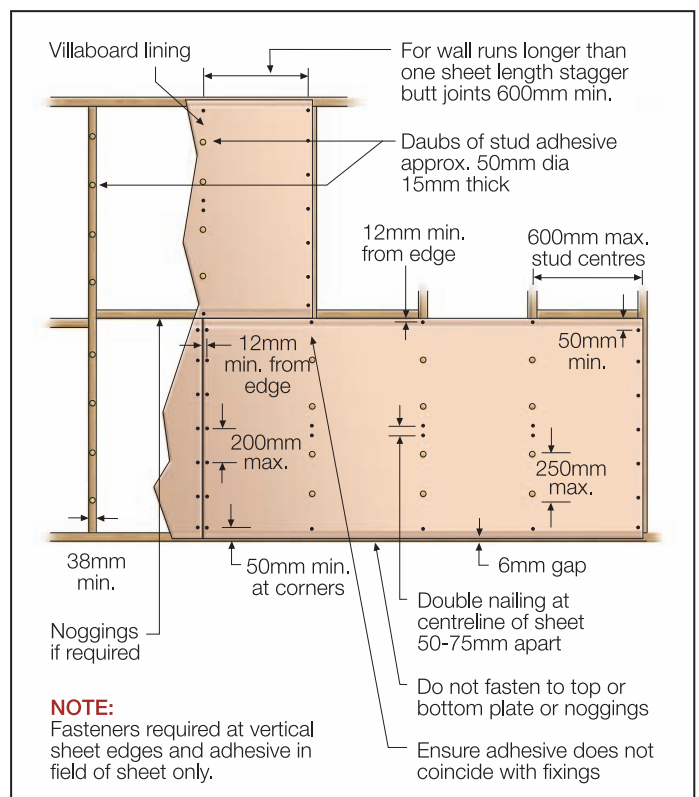 Villaboard lining
For wall runs longer than
one sheet length stagger
butt joints 600mm min.
Daubs of stud adhesive
approx. 50mm dia
15mm thick
12mm min.
from edge
600mm max.
stud centres
12mm
min. from
edge
50mm
min.
200mm
max.
250mm
max.
38mm
min.
50mm min.
at corners
6mm gap
Noggings
if required
Double nailing at
centreline of sheet
50-75mm apart
Do not fasten to top or
bottom plate or noggings
NOTE:
Fasteners required at vertical
sheet edges and adhesive in
field of sheet only.
Ensure adhesive does not
coincide with fixings